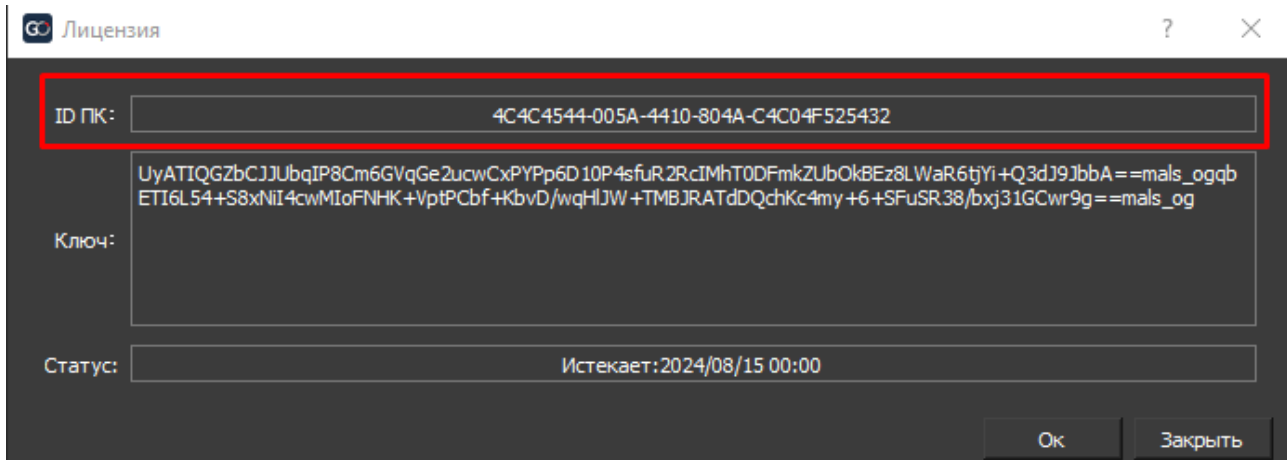 GO Лицензия ?
ID ПК: 4C4C4544-005A-4410-804A-C4C04F525432
UyATIQGZbCJJUbqIP8Cm6GVqGe2ucwCxPYPp6D10P4sfuR2RcIMhT0DFmkZUbOkBEz8LWaR6tjYi+Q3dJ9JbbA==mals_ogqb
ETI6L54+S8xNiI4cwMIoFNHK+VptPCbf+KbvD/wqHlJW+TMBJRATdDQchKc4my+6+SFuSR38/bxj31GCwr9g==mals_og
Ключ:
Статус: Истекает:2024/08/15 00:00
Ок Закрыть